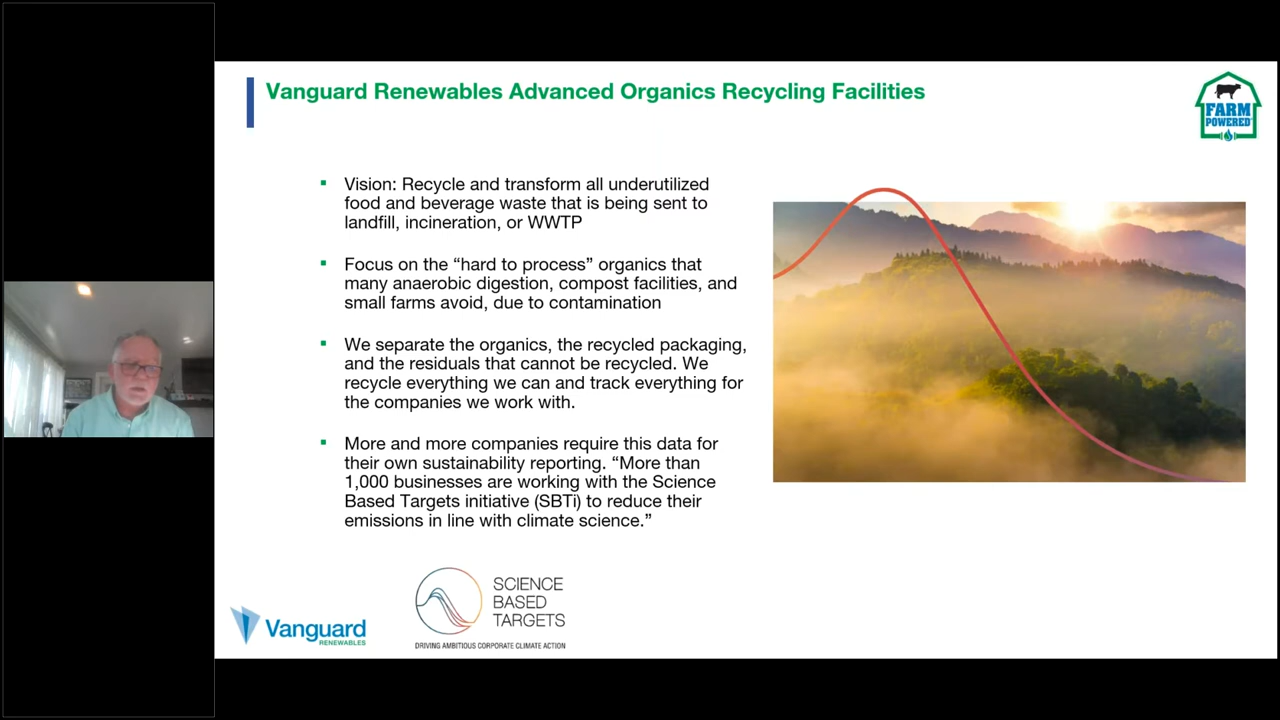 Vanguard Renewables Advanced Organics Recycling Facilities
FARM
POWERED
Vision: Recycle and transform all underutilized
food and beverage waste that is being sent to
landfill, incineration, or WWTP
Focus on the “hard to process” organics that
many anaerobic digestion, compost facilities, and
small farms avoid, due to contamination
We separate the organics, the recycled packaging,
and the residuals that cannot be recycled. We
recycle everything we can and track everything for
the companies we work with.
More and more companies require this data for
their own sustainability reporting. “More than
1,000 businesses are working with the Science
Based Targets initiative (SBTi) to reduce their
emissions in line with climate science.”
Vanguard
RENEWABLES
SCIENCE
BASED
TARGETS
DRIVING AMBITIOUS CORPORATE CLIMATE ACTION